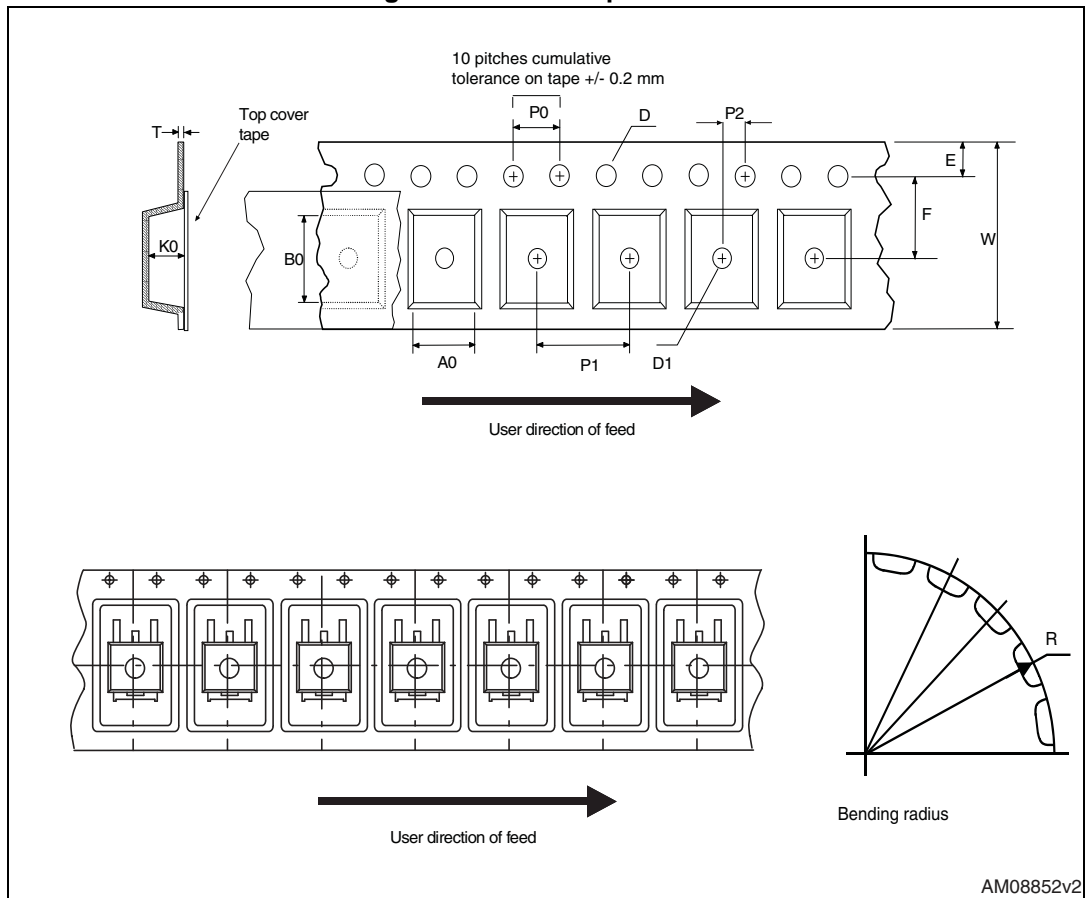 10 pitches cumulative
tolerance on tape +/- 0.2 mm
P0
D
P2
T
Top cover
tape
E
F
W
K0
B0
A0
P1
D1
User direction of feed
R
Bending radius
User direction of feed
AM08852v2